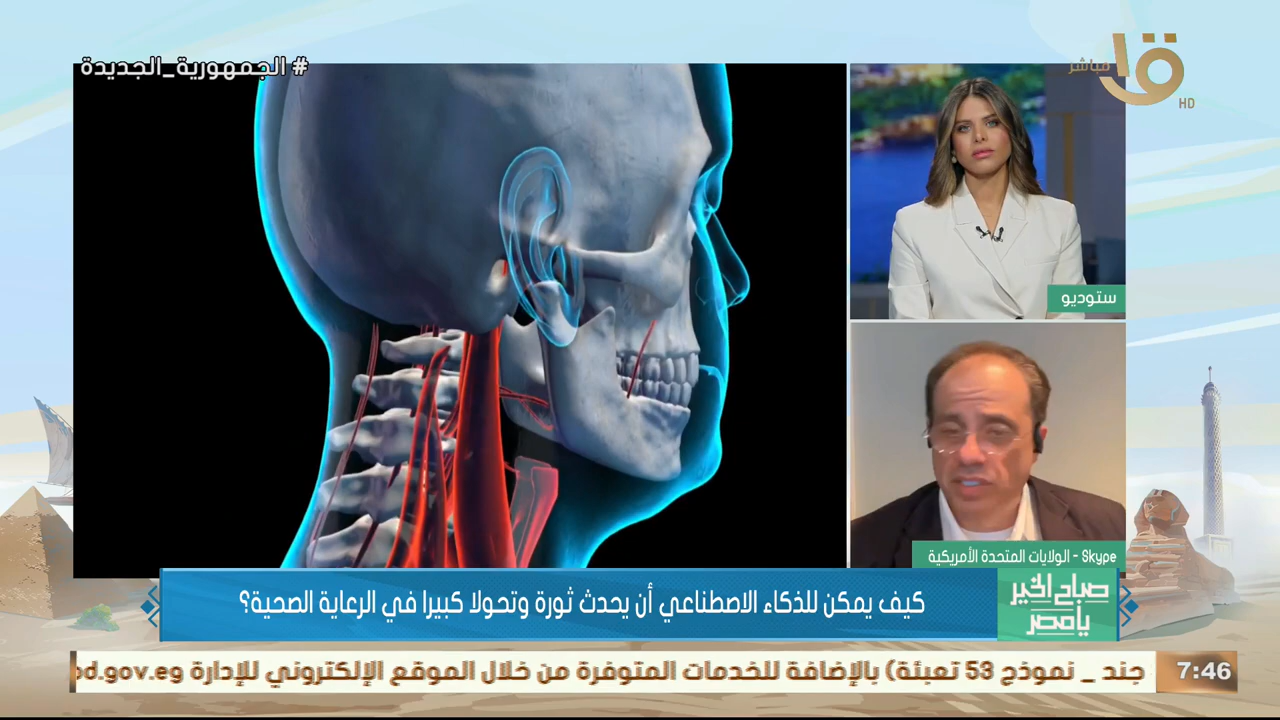 # الجمهورية_الجديدة
مباشر
HD
ستوديو
Skype - الولايات المتحدة الأمريكية
صباح الخير
يا مصر
كيف يمكن للذكاء الاصطناعي أن يحدث ثورة وتحولا كبيرا في الرعاية الصحية؟
7:46
جند _ نموذج 53 تعبئة) بالإضافة للخدمات المتوفرة من خلال الموقع الإلكتروني للإدارة od.gov.eg